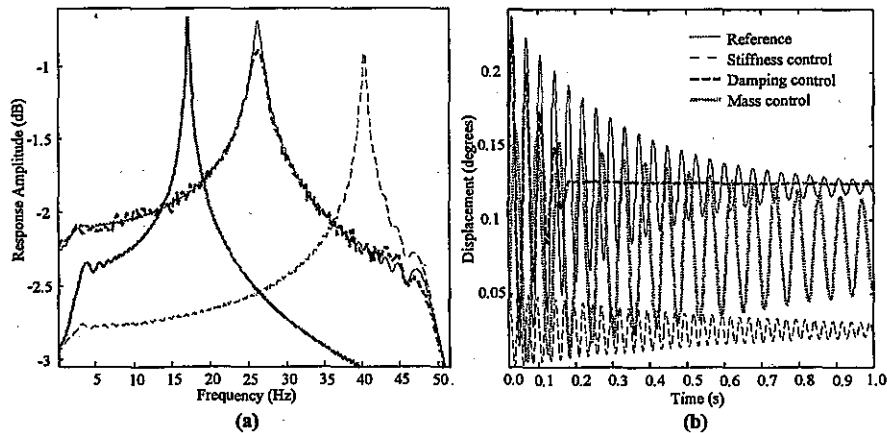 -1
-1.5
-2
-2.5
-3
Response Amplitude (dB)
5 10 15 20 25 30 35 40 45 50
Frequency (Hz)
(a)
0.2
0.15
0.1
0.05
Displacement (degrees)
Reference
Stiffness control
Damping control
Mass control
0.0 0.1 0.2 0.3 0.4 0.5 0.6 0.7 0.8 0.9 1.0
Time (s)
(b)